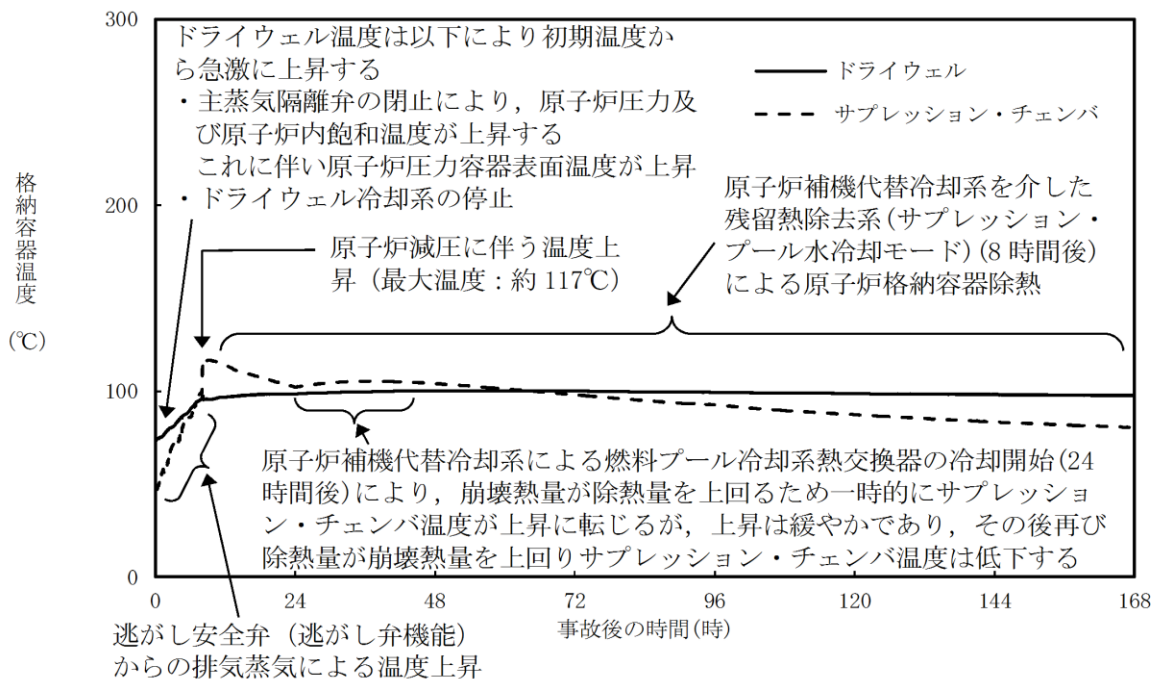 300
ドライウェル温度は以下により初期温度か
ら急激に上昇する
・主蒸気隔離弁の閉止により，原子炉圧力及
び原子炉内飽和温度が上昇する
これに伴い原子炉圧力容器表面温度が上昇
・ドライウェル冷却系の停止
ドライウェル
サプレッション・チェンバ
格納容器温度
(℃)
200
原子炉減圧に伴う温度上
昇（最大温度：約 117℃）
原子炉補機代替冷却系を介した
残留熱除去系(サプレッション・
プール水冷却モード) (8 時間後)
による原子炉格納容器除熱
100
原子炉補機代替冷却系による燃料プール冷却系熱交換器の冷却開始(24
時間後)により，崩壊熱量が除熱量を上回るため一時的にサプレッショ
ン・チェンバ温度が上昇に転じるが，上昇は緩やかであり，その後再び
除熱量が崩壊熱量を上回りサプレッション・チェンバ温度は低下する
0
0 24 48 72 96 120 144 168
事故後の時間(時)
逃がし安全弁（逃がし弁機能）
からの排気蒸気による温度上昇